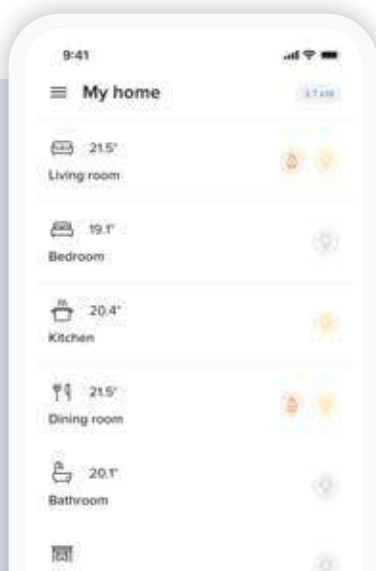 9:41
My home
21.5°
Living room
19.1°
Bedroom
20.4°
Kitchen
21.5°
Dining room
20.1°
Bathroom